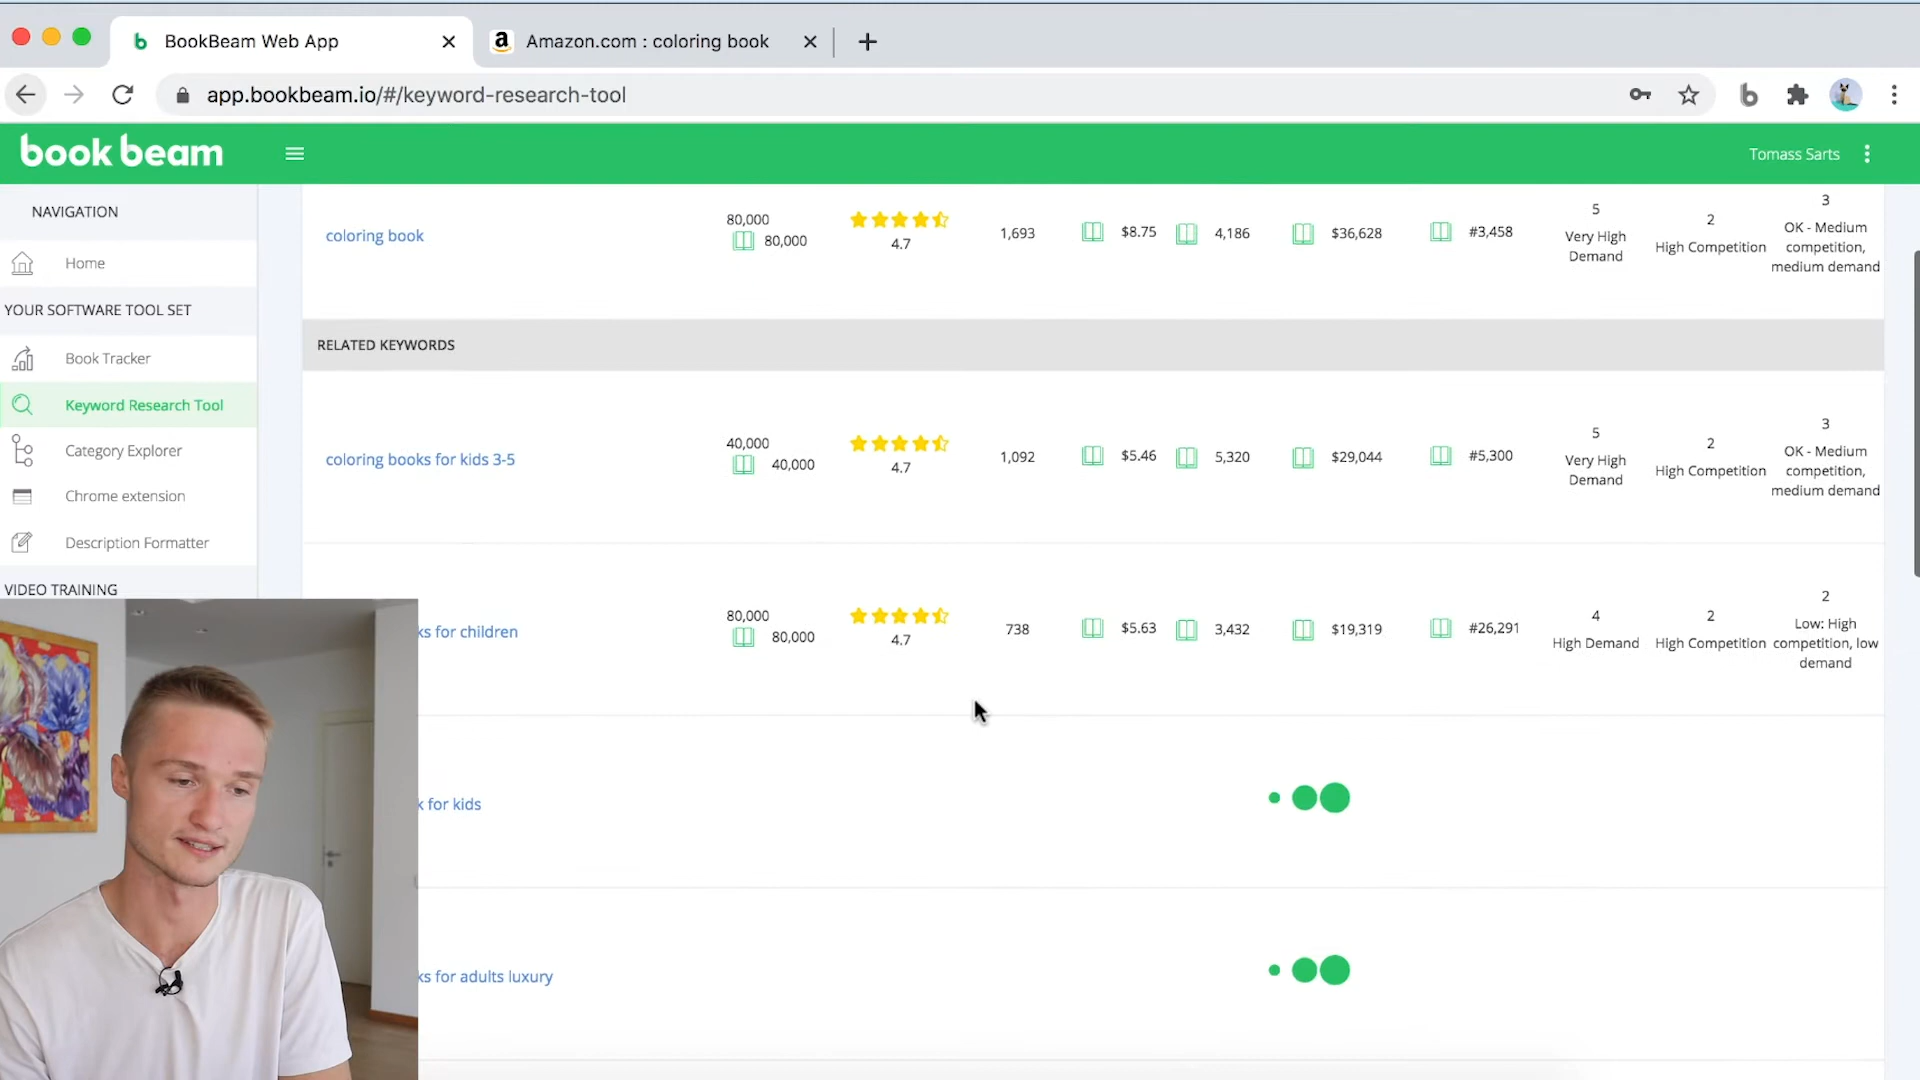 BookBeam Web App
Amazon.com : coloring book
app.bookbeam.io/#/keyword-research-tool
book beam
Tomass Sarts
NAVIGATION
Home
YOUR SOFTWARE TOOL SET
Book Tracker
Keyword Research Tool
Category Explorer
Chrome extension
Description Formatter
VIDEO TRAINING
coloring book
80,000
80,000
4.7
1,693
$8.75
4,186
$36,628
#3,458
5
Very High
Demand
2
High Competition
3
OK - Medium
competition,
medium demand
RELATED KEYWORDS
coloring books for kids 3-5
40,000
40,000
4.7
1,092
$5.46
5,320
$29,044
#5,300
5
Very High
Demand
2
High Competition
3
OK - Medium
competition,
medium demand
ks for children
80,000
80,000
4.7
738
$5.63
3,432
$19,319
#26,291
4
High Demand
2
High Competition
2
Low: High
competition, low
demand
k for kids
ks for adults luxury